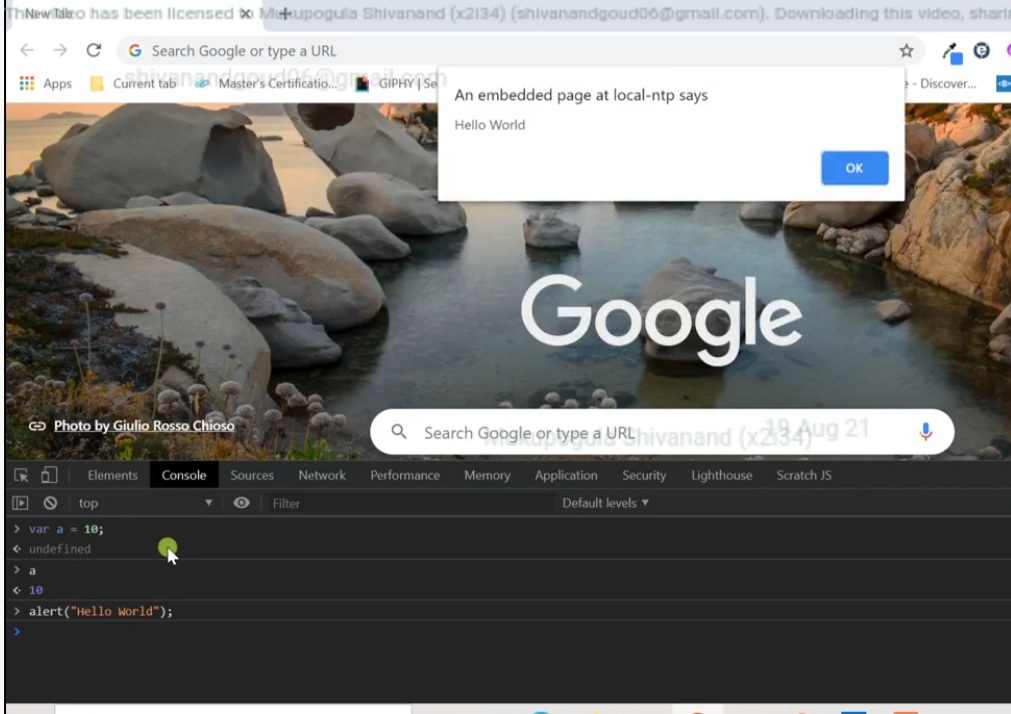 This video has been licensed to Mukupogula Shivanand (x2l34) (shivanandgoud06@gmail.com). Downloading this video, shari
New Tab
Search Google or type a URL
shivanandgoud06@gmail.com
Apps Current tab Master's Certificatio... GIPHY | Se - Discover...
An embedded page at local-ntp says
Hello World
OK
Google
Photo by Giulio Rosso Chioso
Search Google or type a URL
Mukupogula Shivanand (x2l34)
19 Aug 21
Elements Console Sources Network Performance Memory Application Security Lighthouse Scratch JS
top Filter Default levels
> var a = 10;
undefined
> a
10
> alert("Hello World");
>